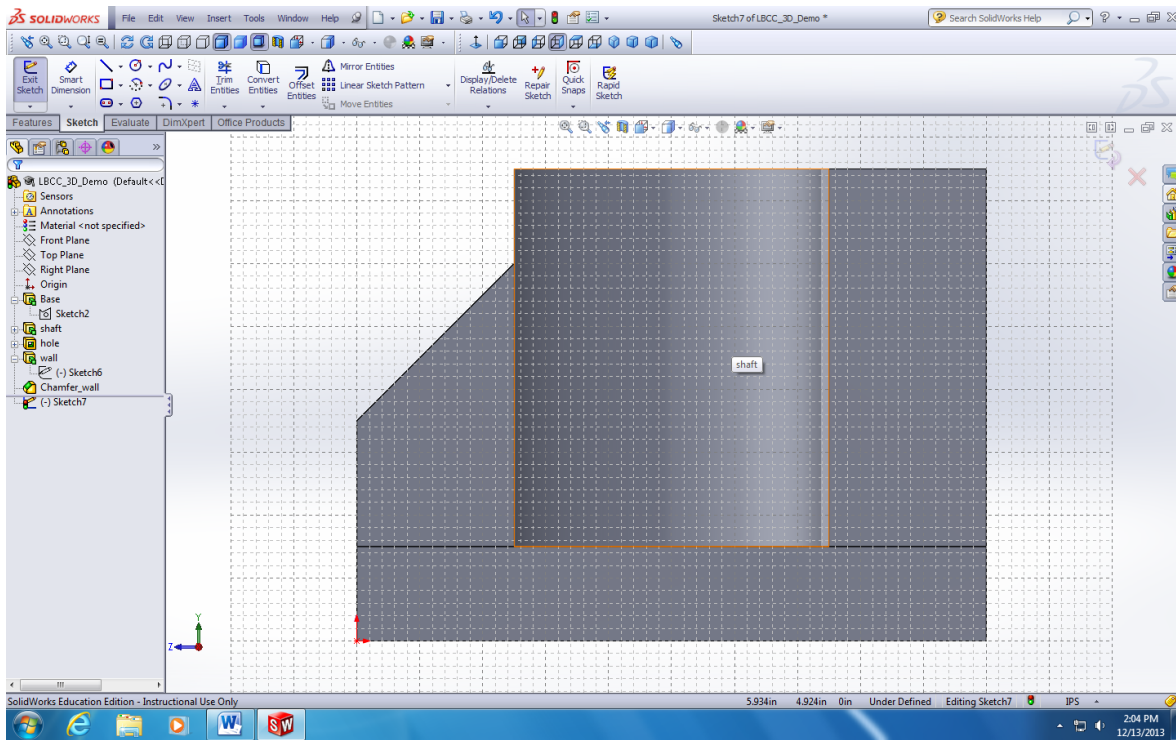 SOLIDWORKS File Edit View Insert Tools Window Help Sketch7 of LBCC_3D_Demo * Search SolidWorks Help
Exit Sketch
Smart Dimension
Trim Entities
Convert Entities
Offset Entities
Mirror Entities
Linear Sketch Pattern
Move Entities
Display/Delete Relations
Repair Sketch
Quick Snaps
Rapid Sketch
Features Sketch Evaluate DimXpert Office Products
LBCC_3D_Demo (Default<<D
Sensors
Annotations
Material <not specified>
Front Plane
Top Plane
Right Plane
Origin
Base
Sketch2
shaft
hole
wall
(-) Sketch6
Chamfer_wall
(-) Sketch7
shaft
Y
Z
SolidWorks Education Edition - Instructional Use Only 5.934in 4.924in 0in Under Defined Editing Sketch7 IPS
W SW 2:04 PM
12/13/2013